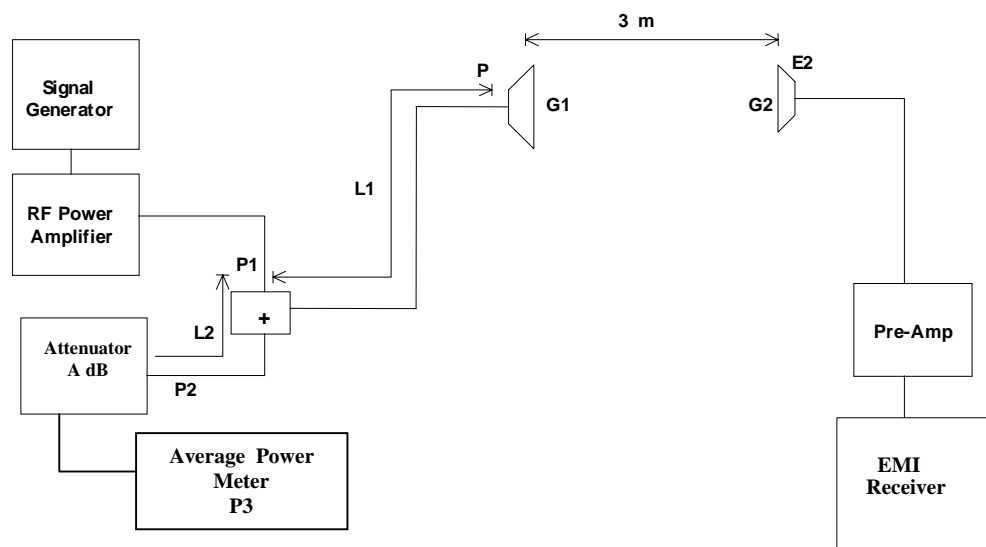 3 m
P
E2
G1
G2
Signal
Generator
L1
RF Power
Amplifier
P1
+
L2
Attenuator
A dB
P2
Pre-Amp
Average Power
Meter
P3
EMI
Receiver